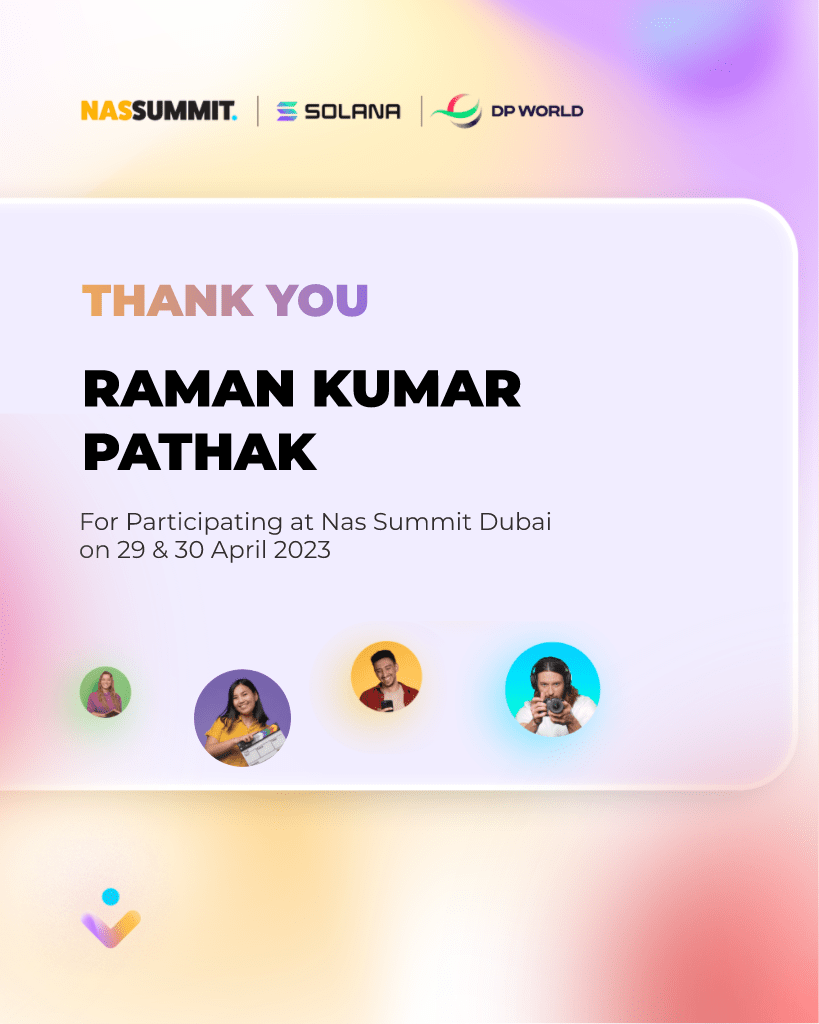 NASSUMMIT.
SOLANA
DP WORLD
THANK YOU
RAMAN KUMAR
PATHAK
For Participating at Nas Summit Dubai
on 29 & 30 April 2023